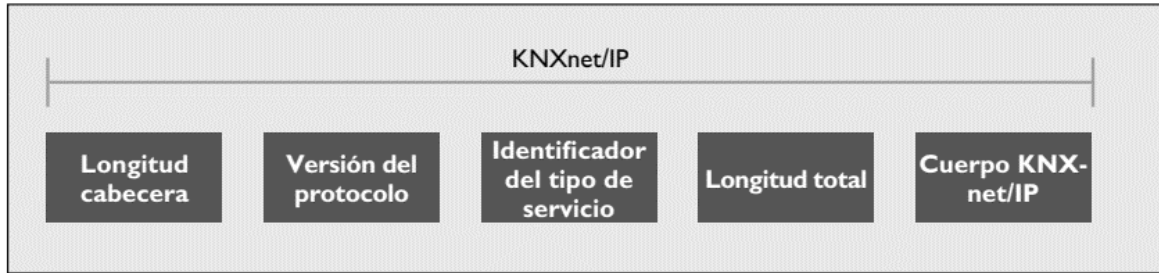 KNXnet/IP
Longitud
cabecera
Versión del
protocolo
Identificador
del tipo de
servicio
Longitud total
Cuerpo KNX-
net/IP